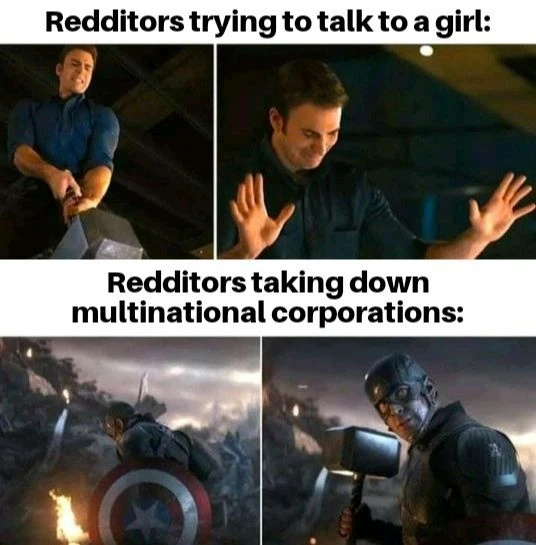 Redditors trying to talk to a girl:
Redditors taking down
multinational corporations: